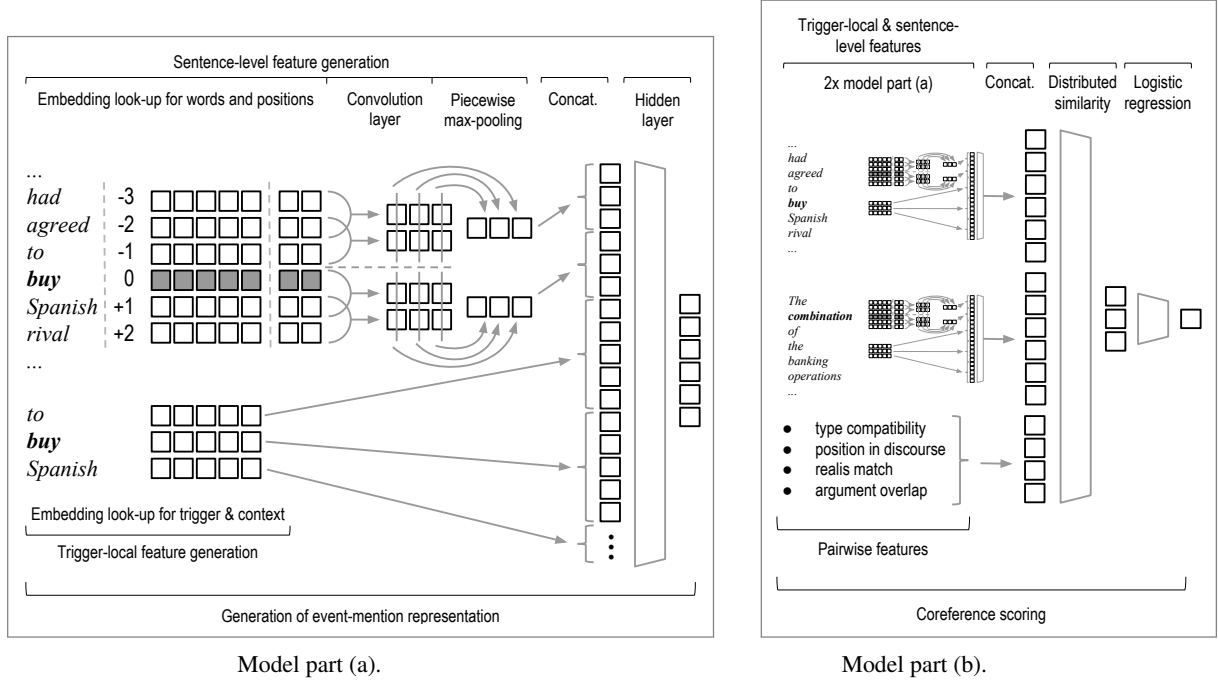 Sentence-level feature generation
Embedding look-up for words and positions
Convolution layer
Piecewise max-pooling
Concat.
Hidden layer
...
had -3
agreed -2
to -1
buy 0
Spanish +1
rival +2
...
to
buy
Spanish
Embedding look-up for trigger & context
Trigger-local feature generation
Generation of event-mention representation
Model part (a).
Trigger-local & sentence-level features
2x model part (a)
Concat.
Distributed similarity
Logistic regression
...
had
agreed
to
buy
Spanish
rival
...
The
combination
of
the
banking
operations
...
● type compatibility
● position in discourse
● realis match
● argument overlap
Pairwise features
Coreference scoring
Model part (b).